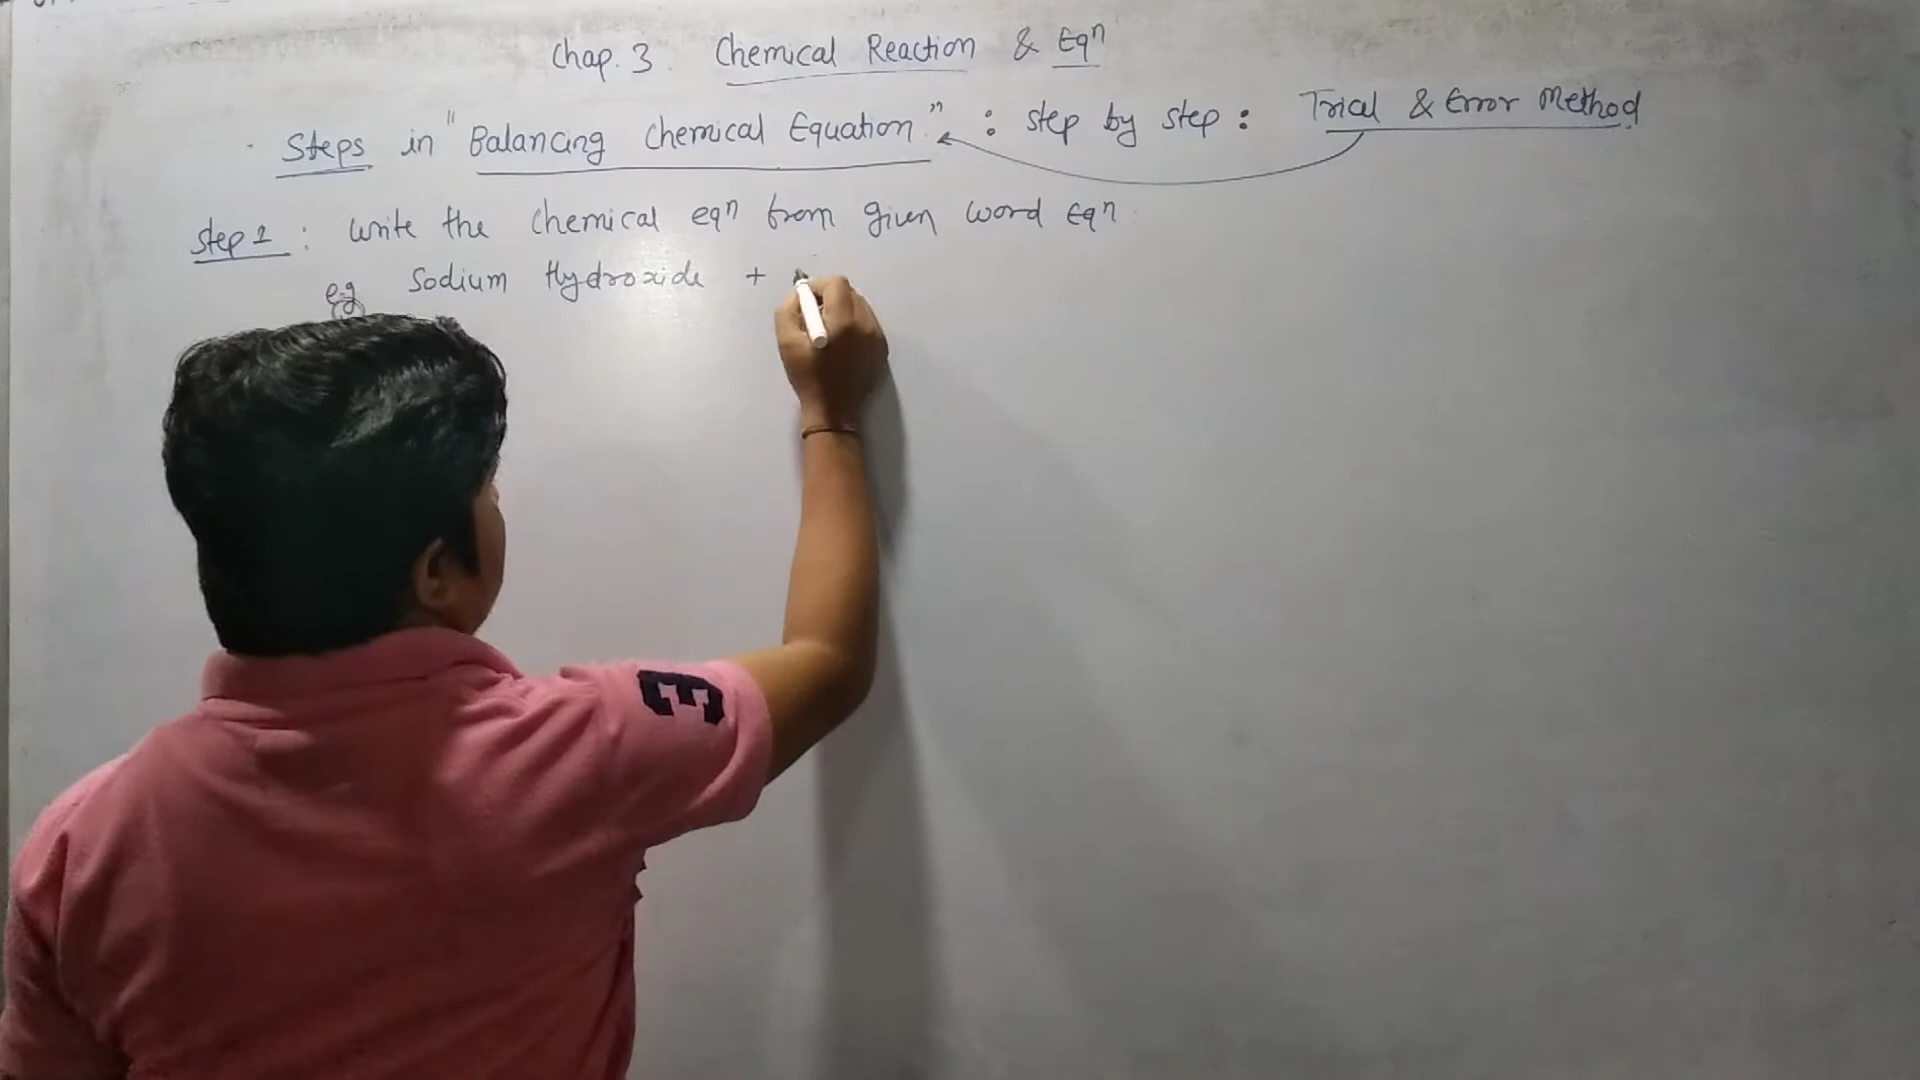 Chap. 3. Chemical Reaction & Eqⁿ
Steps in "Balancing Chemical Equation." : step by step : Trial & Error Method
Step 1 : Write the Chemical eqⁿ from given word Eqⁿ
e.g Sodium Hydroxide +